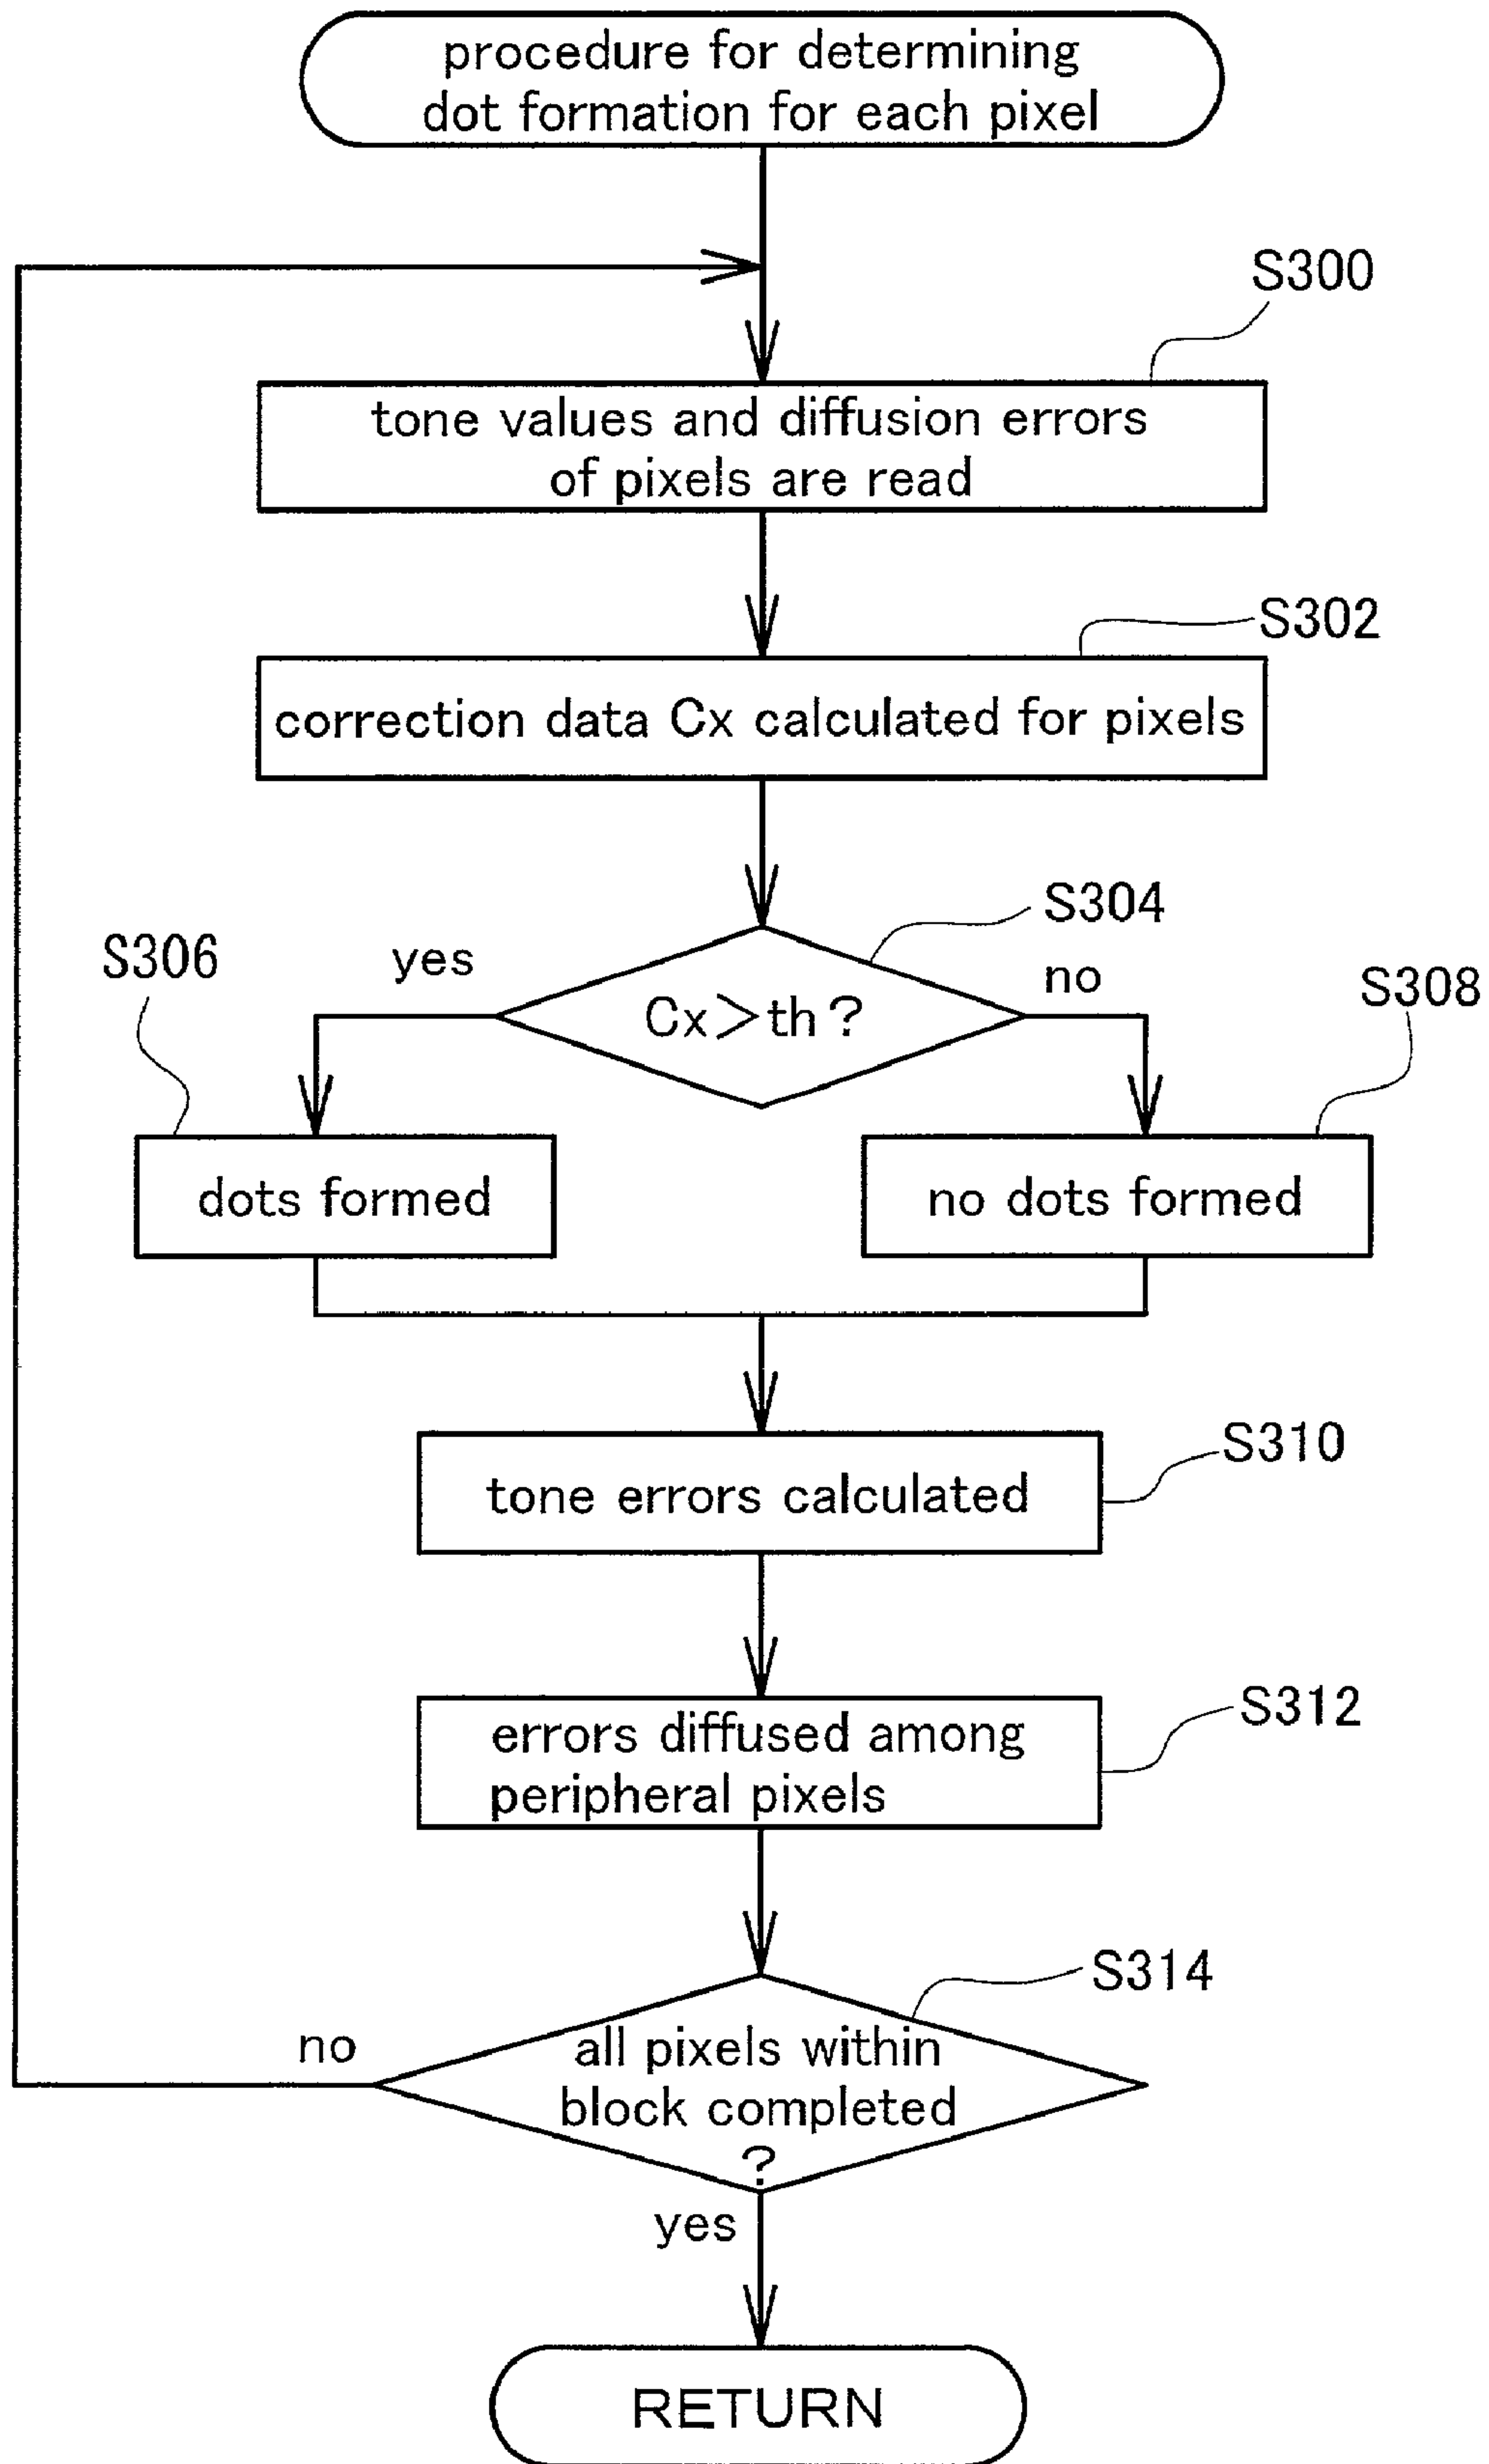 procedure for determining
dot formation for each pixel
S300
tone values and diffusion errors
of pixels are read
S302
correction data Cx calculated for pixels
S304
S306
yes
no
S308
Cx>th?
dots formed
no dots formed
S310
tone errors calculated
S312
errors diffused among
peripheral pixels
S314
no
all pixels within
block completed
?
yes
RETURN